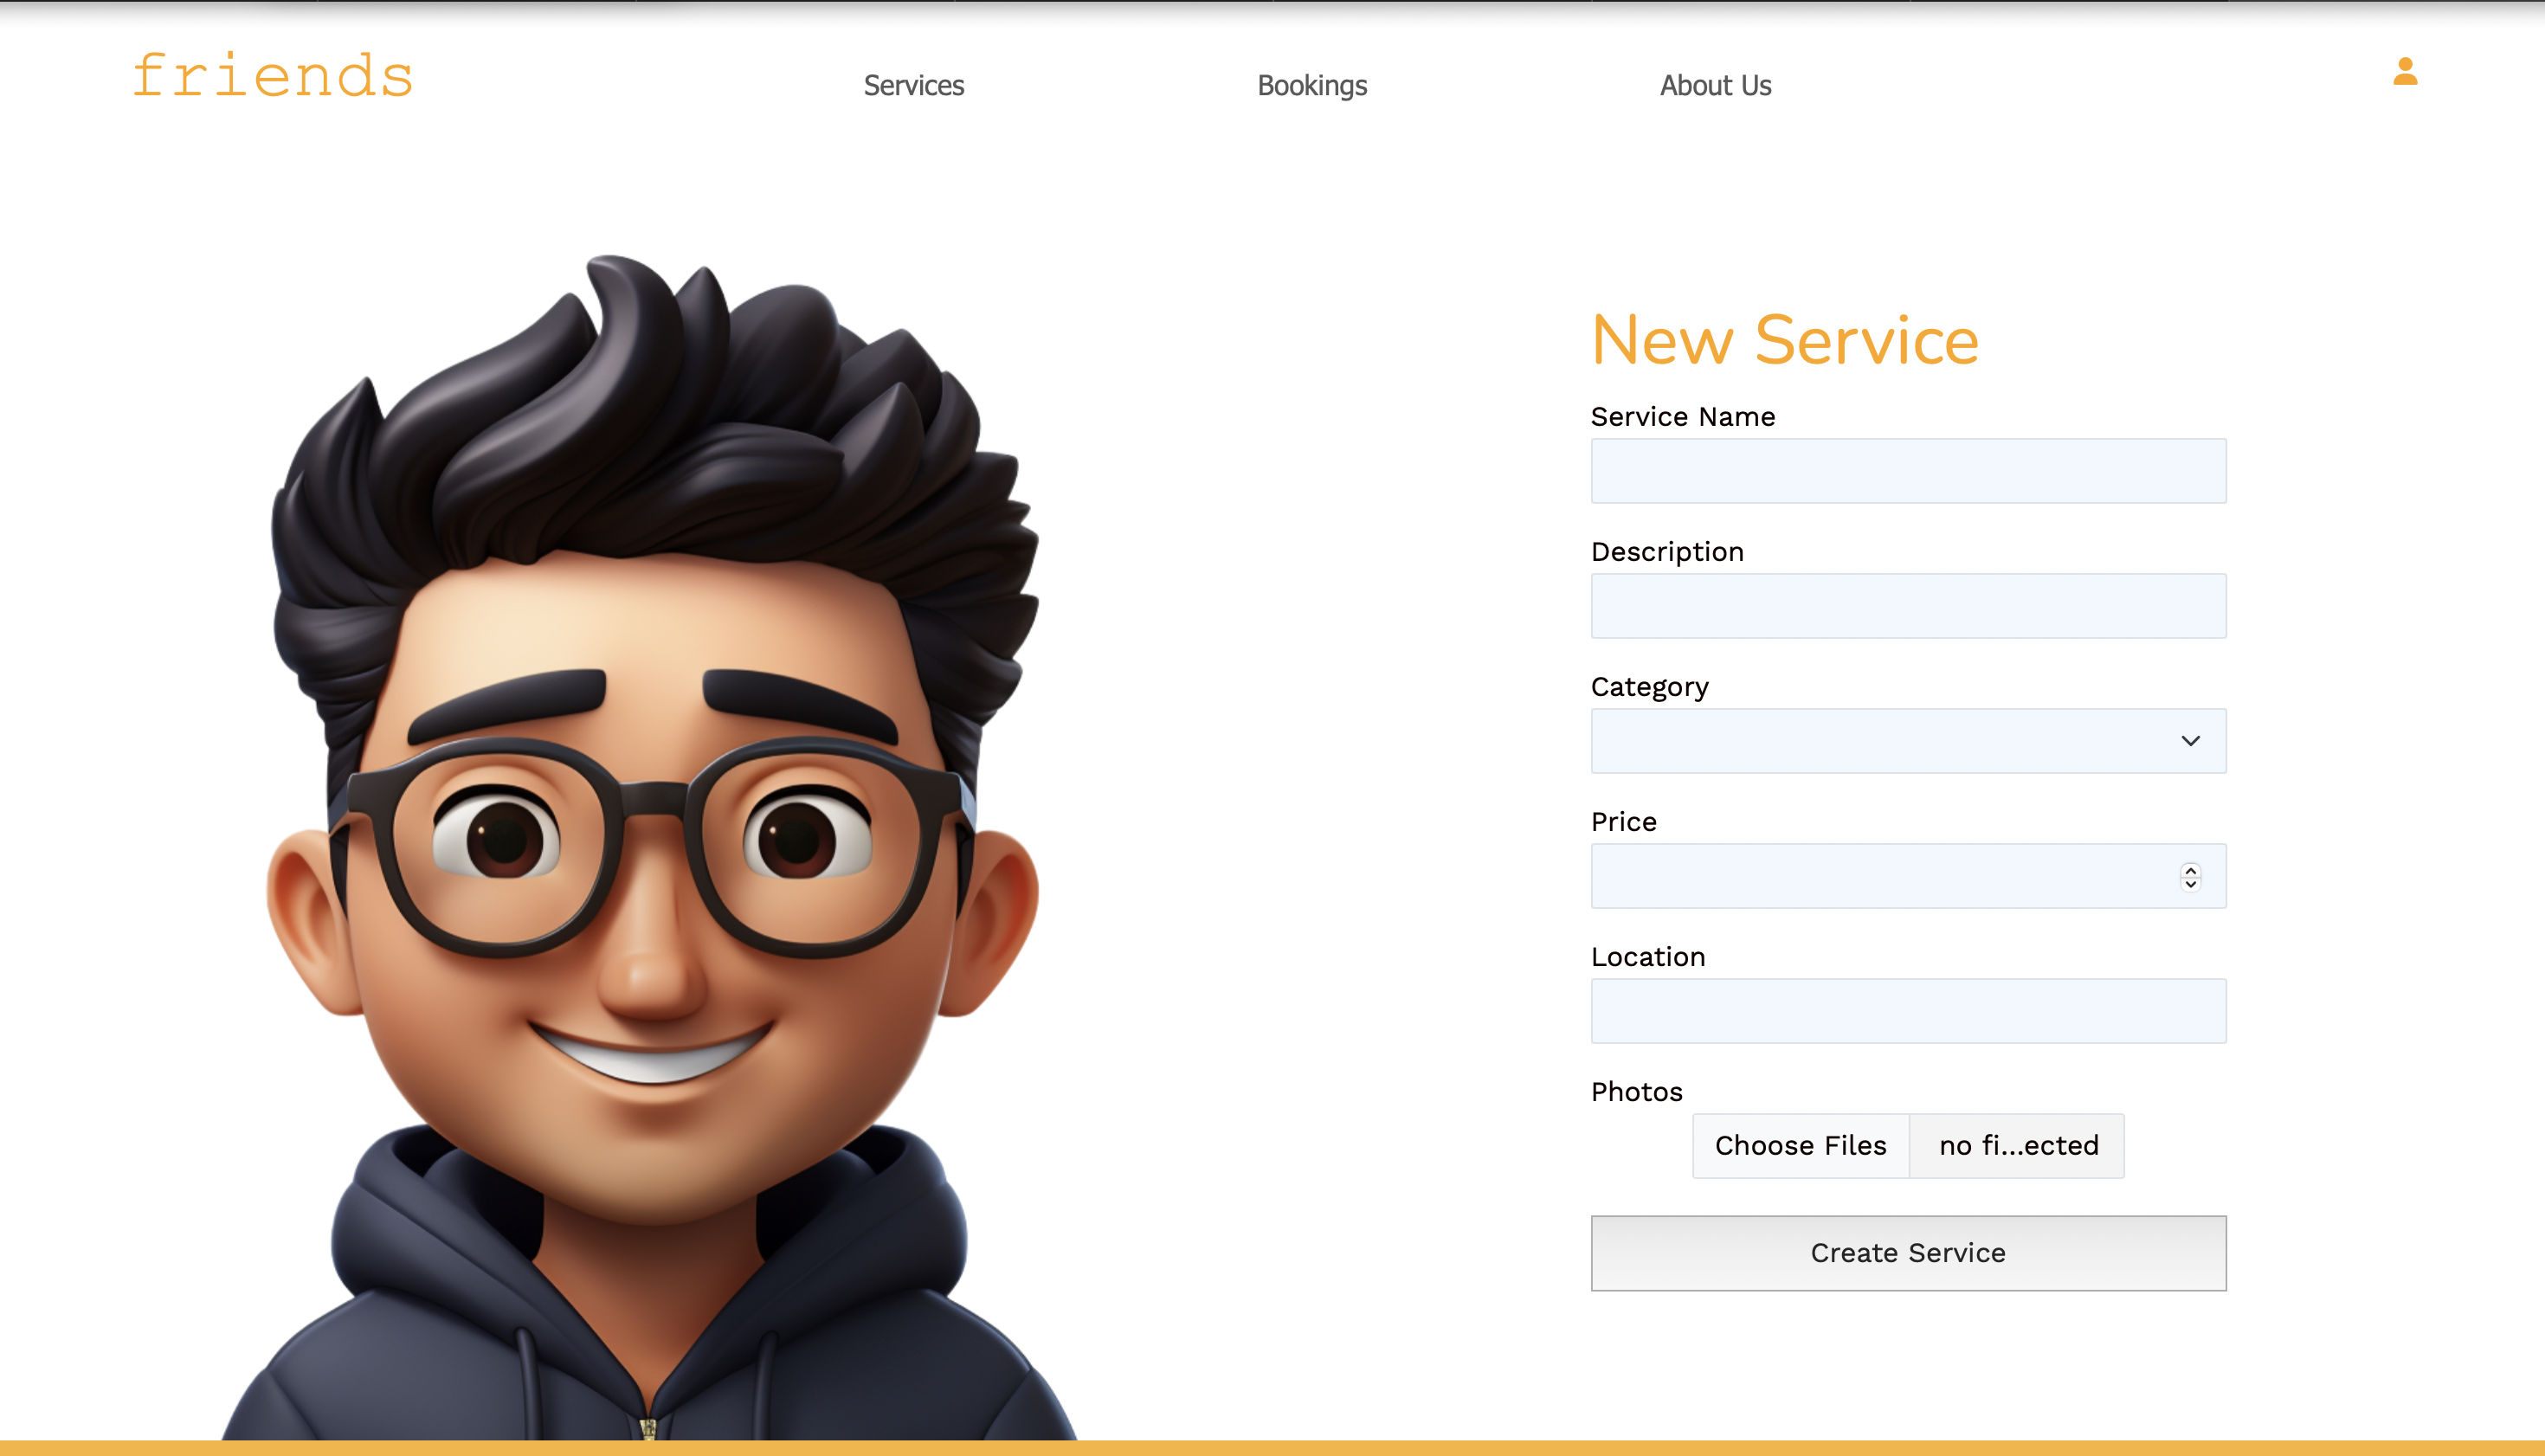 friends
Services
Bookings
About Us
New Service
Service Name
Description
Category
Price
Location
Photos
Choose Files no fi...ected
Create Service